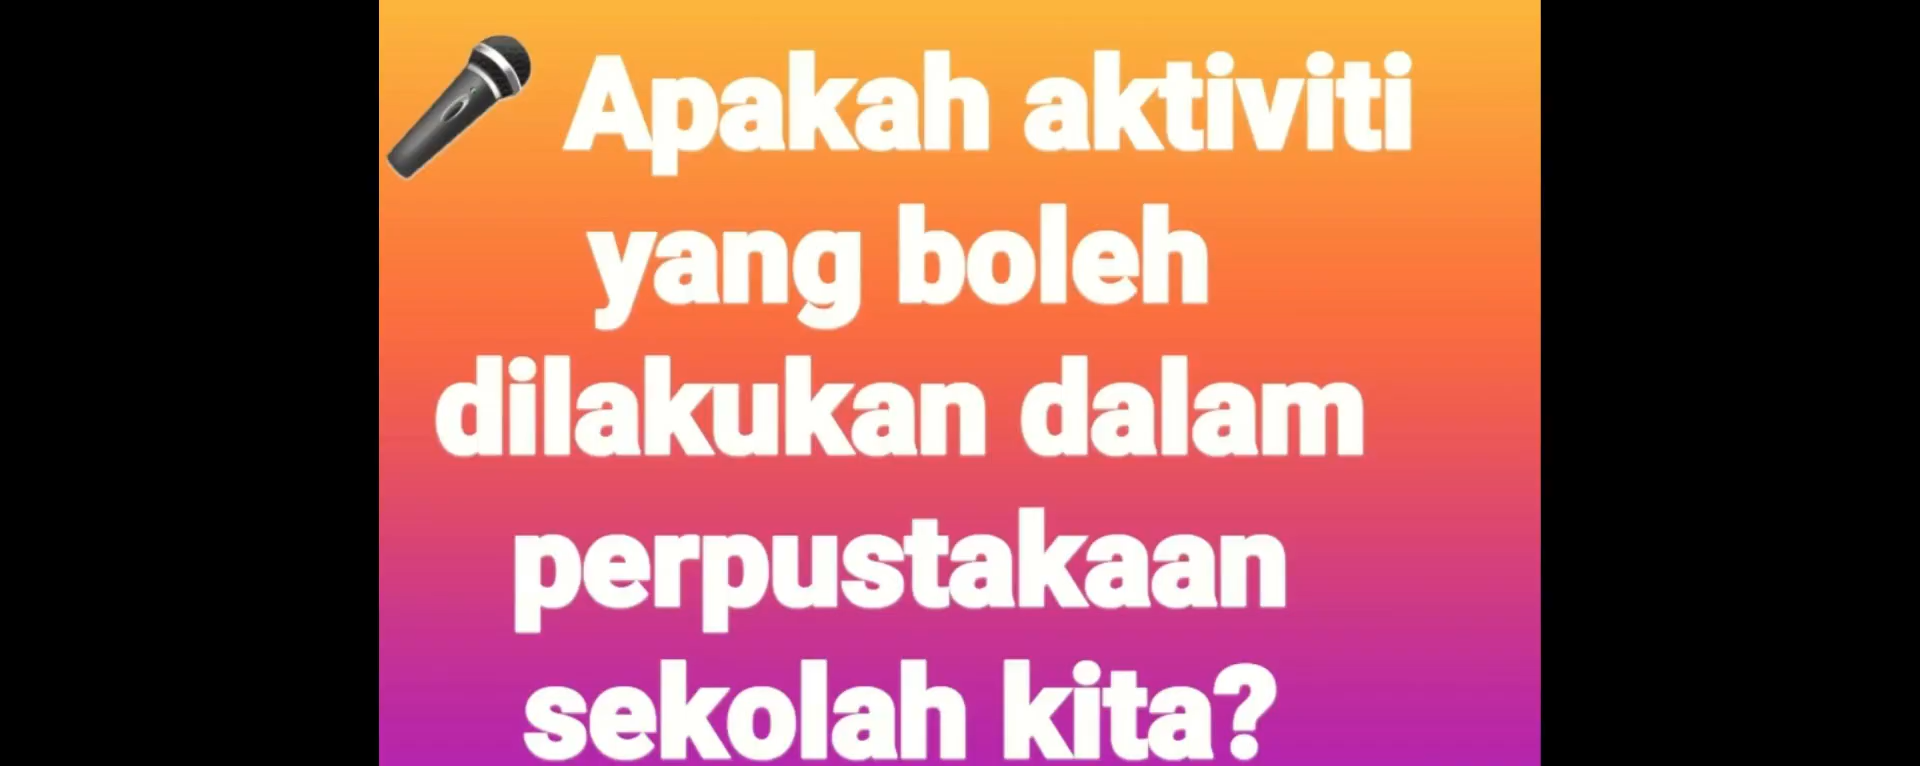 Apakah aktiviti
yang boleh
dilakukan dalam
perpustakaan
sekolah kita?